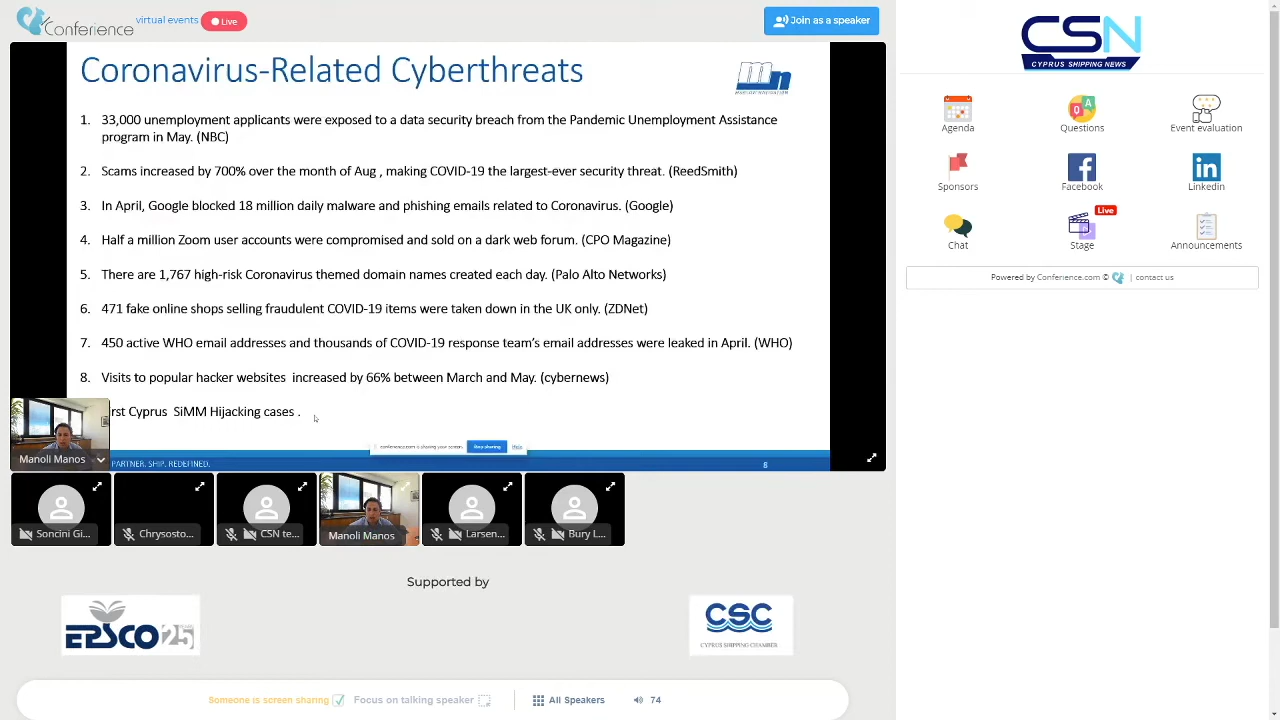 Conferience
virtual events
Live
Join as a speaker
Coronavirus-Related Cyberthreats
mn
1. 33,000 unemployment applicants were exposed to a data security breach from the Pandemic Unemployment Assistance
program in May. (NBC)
2. Scams increased by 700% over the month of Aug , making COVID-19 the largest-ever security threat. (ReedSmith)
3. In April, Google blocked 18 million daily malware and phishing emails related to Coronavirus. (Google)
4. Half a million Zoom user accounts were compromised and sold on a dark web forum. (CPO Magazine)
5. There are 1,767 high-risk Coronavirus themed domain names created each day. (Palo Alto Networks)
6. 471 fake online shops selling fraudulent COVID-19 items were taken down in the UK only. (ZDNet)
7. 450 active WHO email addresses and thousands of COVID-19 response team's email addresses were leaked in April. (WHO)
8. Visits to popular hacker websites increased by 66% between March and May. (cybernews)
rst Cyprus SiMM Hijacking cases .
is sharing your screen. Stop sharing Hide
Manoli Manos
PARTNER. SHIP. REDEFINED.
8
Soncini Gi...
Chrysosto...
CSN te...
Manoli Manos
Larsen...
Bury L...
Supported by
EPSCO 25
CSC
CYPRUS SHIPPING CHAMBER
Someone is screen sharing
Focus on talking speaker
All Speakers
74
CSN
CYPRUS SHIPPING NEWS
Q A
Agenda
Questions
Event evaluation
Sponsors
Facebook
Linkedin
Live
Chat
Stage
Announcements
Powered by Conference.com © | contact us